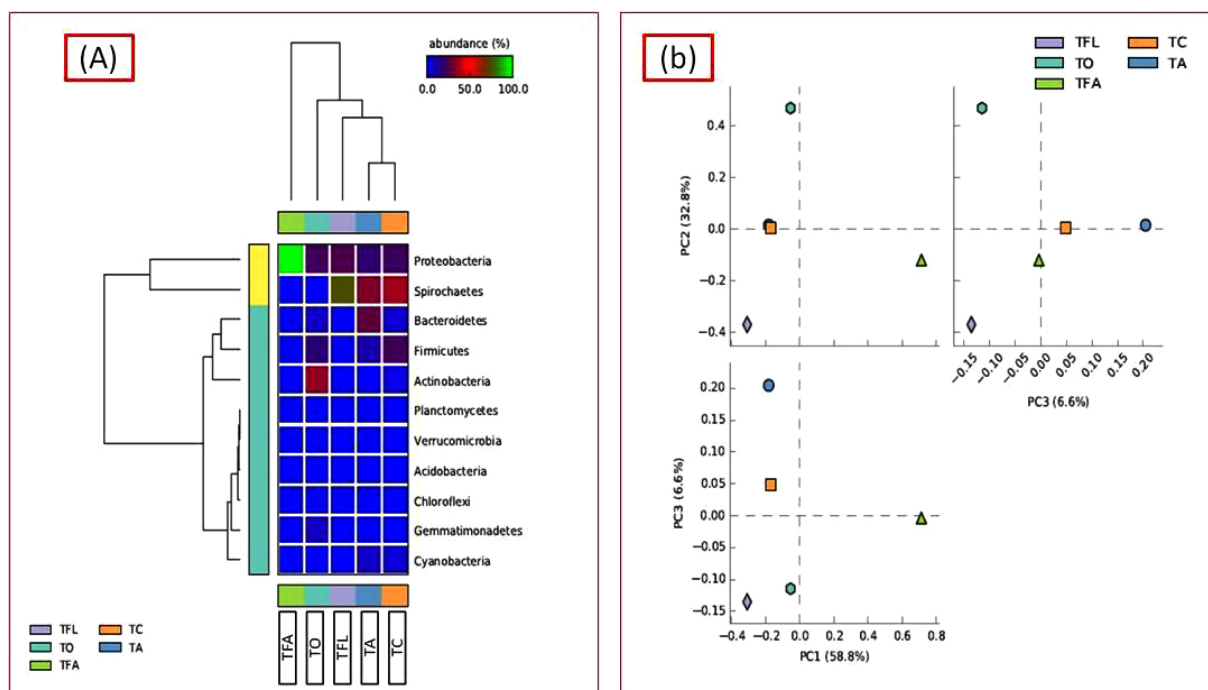 (A)
abundance (%)
0.0 50.0 100.0
Proteobacteria
Spirochaetes
Bacteroidetes
Firmicutes
Actinobacteria
Planctomycetes
Verrucomicrobia
Acidobacteria
Chloroflexi
Gemmatimonadetes
Cyanobacteria
TFL TC
TO TA
TFA
TFA TO TFL TA TC
(b)
TFL TC
TO TA
TFA
PC2 (32.8%)
0.4
0.2
0.0
−0.2
−0.4
−0.15 −0.10 −0.05 0.00 0.05 0.10 0.15 0.20
PC3 (6.6%)
PC3 (6.6%)
0.20
0.15
0.10
0.05
0.00
−0.05
−0.10
−0.15
−0.4 −0.2 0.0 0.2 0.4 0.6 0.8
PC1 (58.8%)